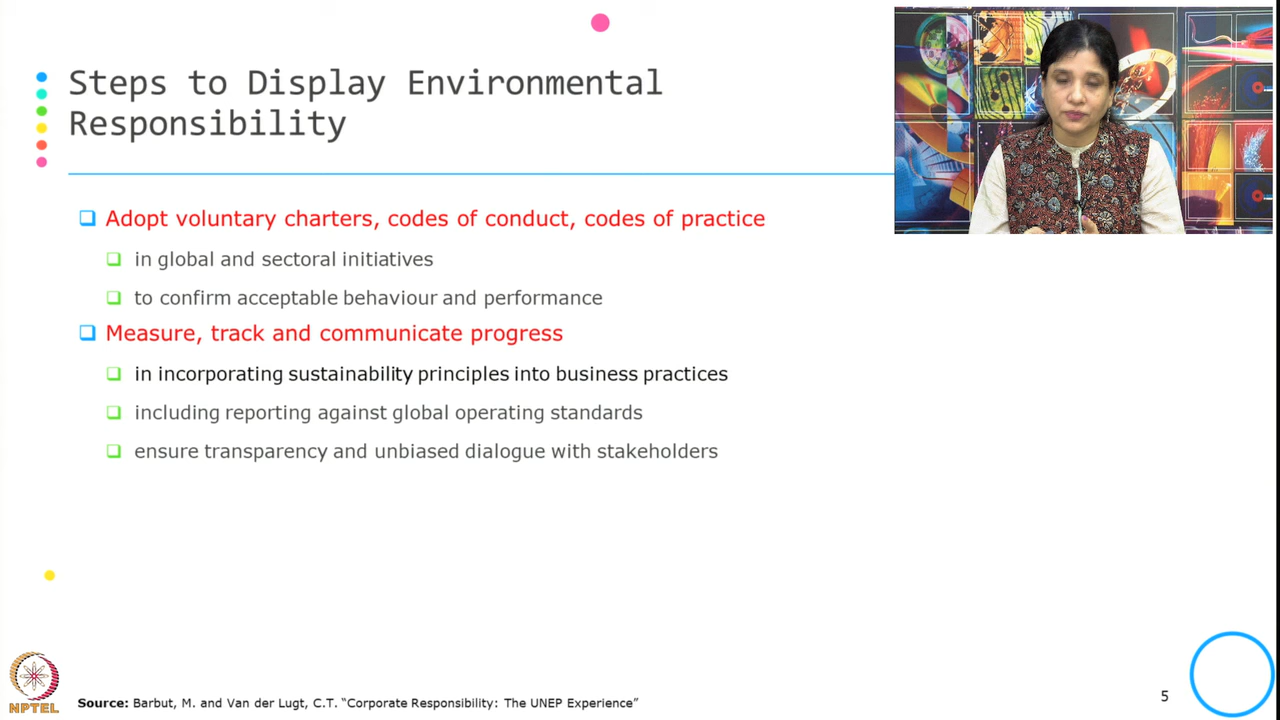 Steps to Display Environmental
Responsibility
Adopt voluntary charters, codes of conduct, codes of practice
in global and sectoral initiatives
to confirm acceptable behaviour and performance
Measure, track and communicate progress
in incorporating sustainability principles into business practices
including reporting against global operating standards
ensure transparency and unbiased dialogue with stakeholders
NPTEL
Source: Barbut, M. and Van der Lugt, C.T. “Corporate Responsibility: The UNEP Experience”
5